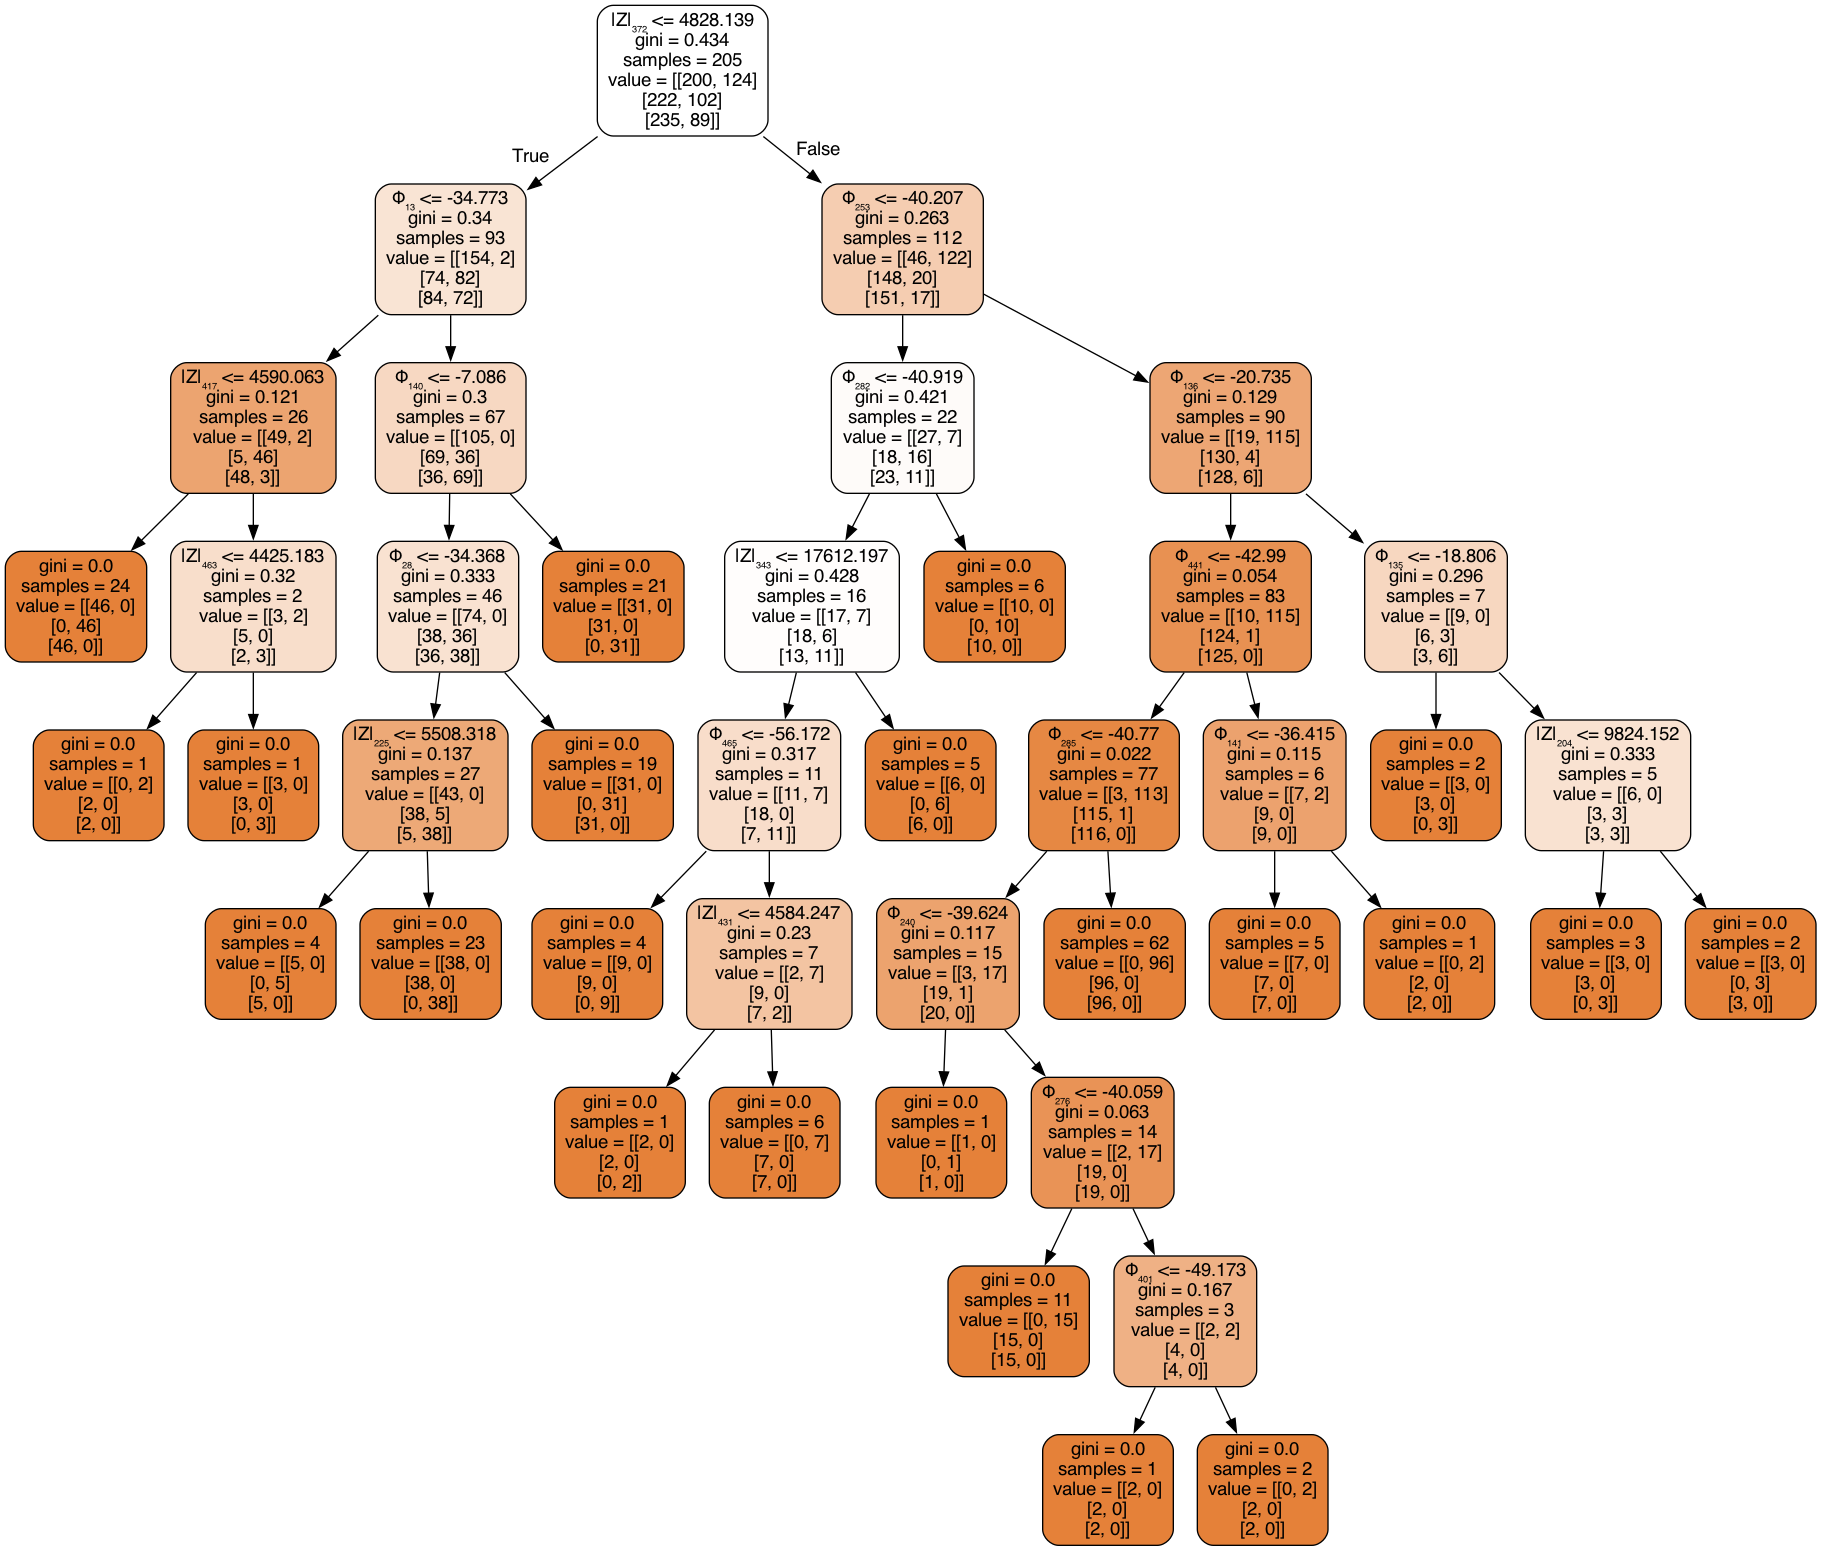 |Z|₃₇₂ <= 4828.139
gini = 0.434
samples = 205
value = [[200, 124]
[222, 102]
[235, 89]]
True
False
Φ₁₃ <= -34.773
gini = 0.34
samples = 93
value = [[154, 2]
[74, 82]
[84, 72]]
Φ₂₅₃ <= -40.207
gini = 0.263
samples = 112
value = [[46, 122]
[148, 20]
[151, 17]]
|Z|₄₁₇ <= 4590.063
gini = 0.121
samples = 26
value = [[49, 2]
[5, 46]
[48, 3]]
Φ₁₄₀ <= -7.086
gini = 0.3
samples = 67
value = [[105, 0]
[69, 36]
[36, 69]]
Φ₂₈₂ <= -40.919
gini = 0.421
samples = 22
value = [[27, 7]
[18, 16]
[23, 11]]
Φ₁₃₆ <= -20.735
gini = 0.129
samples = 90
value = [[19, 115]
[130, 4]
[128, 6]]
gini = 0.0
samples = 24
value = [[46, 0]
[0, 46]
[46, 0]]
|Z|₄₆₃ <= 4425.183
gini = 0.32
samples = 2
value = [[3, 2]
[5, 0]
[2, 3]]
Φ₂₈ <= -34.368
gini = 0.333
samples = 46
value = [[74, 0]
[38, 36]
[36, 38]]
gini = 0.0
samples = 21
value = [[31, 0]
[31, 0]
[0, 31]]
|Z|₃₄₃ <= 17612.197
gini = 0.428
samples = 16
value = [[17, 7]
[18, 6]
[13, 11]]
gini = 0.0
samples = 6
value = [[10, 0]
[0, 10]
[10, 0]]
Φ₄₄₁ <= -42.99
gini = 0.054
samples = 83
value = [[10, 115]
[124, 1]
[125, 0]]
Φ₁₃₅ <= -18.806
gini = 0.296
samples = 7
value = [[9, 0]
[6, 3]
[3, 6]]
gini = 0.0
samples = 1
value = [[0, 2]
[2, 0]
[2, 0]]
gini = 0.0
samples = 1
value = [[3, 0]
[3, 0]
[0, 3]]
|Z|₂₂₅ <= 5508.318
gini = 0.137
samples = 27
value = [[43, 0]
[38, 5]
[5, 38]]
gini = 0.0
samples = 19
value = [[31, 0]
[0, 31]
[31, 0]]
Φ₄₆₅ <= -56.172
gini = 0.317
samples = 11
value = [[11, 7]
[18, 0]
[7, 11]]
gini = 0.0
samples = 5
value = [[6, 0]
[0, 6]
[6, 0]]
Φ₂₈₅ <= -40.77
gini = 0.022
samples = 77
value = [[3, 113]
[115, 1]
[116, 0]]
Φ₁₄₁ <= -36.415
gini = 0.115
samples = 6
value = [[7, 2]
[9, 0]
[9, 0]]
gini = 0.0
samples = 2
value = [[3, 0]
[3, 0]
[0, 3]]
|Z|₂₀₄ <= 9824.152
gini = 0.333
samples = 5
value = [[6, 0]
[3, 3]
[3, 3]]
gini = 0.0
samples = 4
value = [[5, 0]
[0, 5]
[5, 0]]
gini = 0.0
samples = 23
value = [[38, 0]
[38, 0]
[0, 38]]
gini = 0.0
samples = 4
value = [[9, 0]
[9, 0]
[0, 9]]
|Z|₄₃₁ <= 4584.247
gini = 0.23
samples = 7
value = [[2, 7]
[9, 0]
[7, 2]]
Φ₂₄₀ <= -39.624
gini = 0.117
samples = 15
value = [[3, 17]
[19, 1]
[20, 0]]
gini = 0.0
samples = 62
value = [[0, 96]
[96, 0]
[96, 0]]
gini = 0.0
samples = 5
value = [[7, 0]
[7, 0]
[7, 0]]
gini = 0.0
samples = 1
value = [[0, 2]
[2, 0]
[2, 0]]
gini = 0.0
samples = 3
value = [[3, 0]
[3, 0]
[0, 3]]
gini = 0.0
samples = 2
value = [[3, 0]
[0, 3]
[3, 0]]
gini = 0.0
samples = 1
value = [[2, 0]
[2, 0]
[0, 2]]
gini = 0.0
samples = 6
value = [[0, 7]
[7, 0]
[7, 0]]
gini = 0.0
samples = 1
value = [[1, 0]
[0, 1]
[1, 0]]
Φ₂₇₆ <= -40.059
gini = 0.063
samples = 14
value = [[2, 17]
[19, 0]
[19, 0]]
gini = 0.0
samples = 11
value = [[0, 15]
[15, 0]
[15, 0]]
Φ₄₀₁ <= -49.173
gini = 0.167
samples = 3
value = [[2, 2]
[4, 0]
[4, 0]]
gini = 0.0
samples = 1
value = [[2, 0]
[2, 0]
[2, 0]]
gini = 0.0
samples = 2
value = [[0, 2]
[2, 0]
[2, 0]]